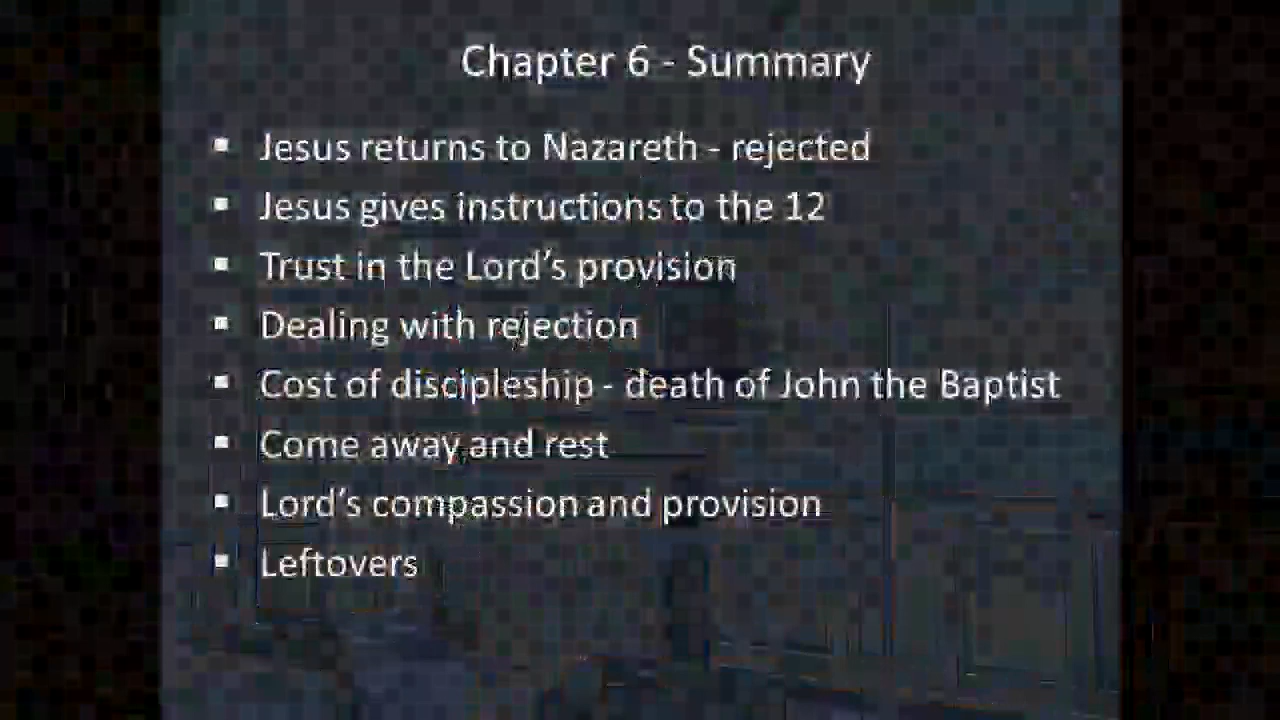 Chapter 6 - Summary
▪ Jesus returns to Nazareth - rejected
▪ Jesus gives instructions to the 12
▪ Trust in the Lord’s provision
▪ Dealing with rejection
▪ Cost of discipleship - death of John the Baptist
▪ Come away and rest
▪ Lord’s compassion and provision
▪ Leftovers